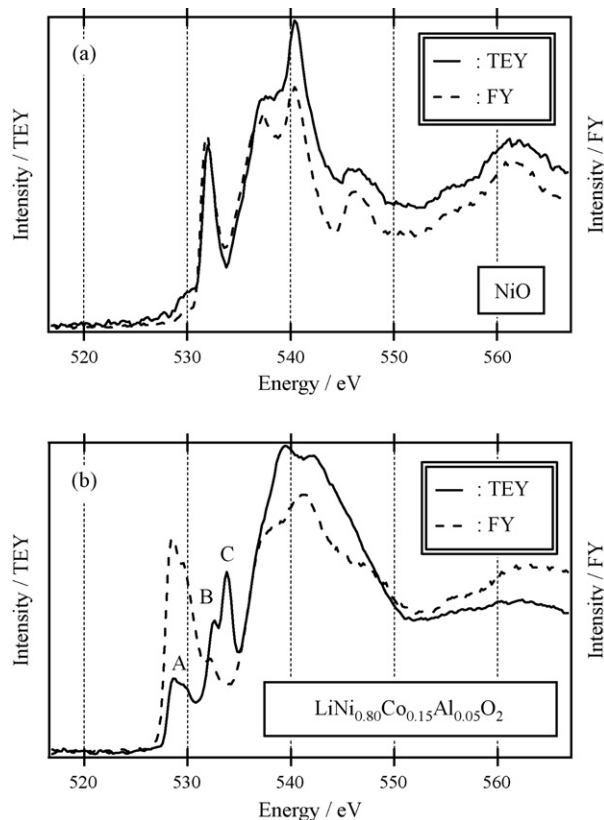 (a)
: TEY
: FY
Intensity / TEY
Intensity / FY
NiO
520 530 540 550 560
Energy / eV
(b)
: TEY
: FY
C
B
A
Intensity / TEY
Intensity / FY
LiNi0.80Co0.15Al0.05O2
520 530 540 550 560
Energy / eV